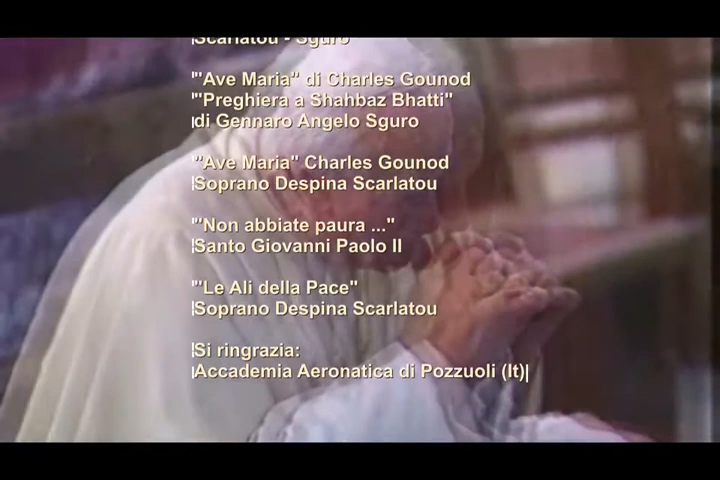 Scarlatou - Sguro
"Ave Maria" di Charles Gounod
"Preghiera a Shahbaz Bhatti"
di Gennaro Angelo Sguro
"Ave Maria" Charles Gounod
Soprano Despina Scarlatou
"Non abbiate paura ..."
Santo Giovanni Paolo II
"Le Ali della Pace"
Soprano Despina Scarlatou
Si ringrazia:
Accademia Aeronatica di Pozzuoli (It)